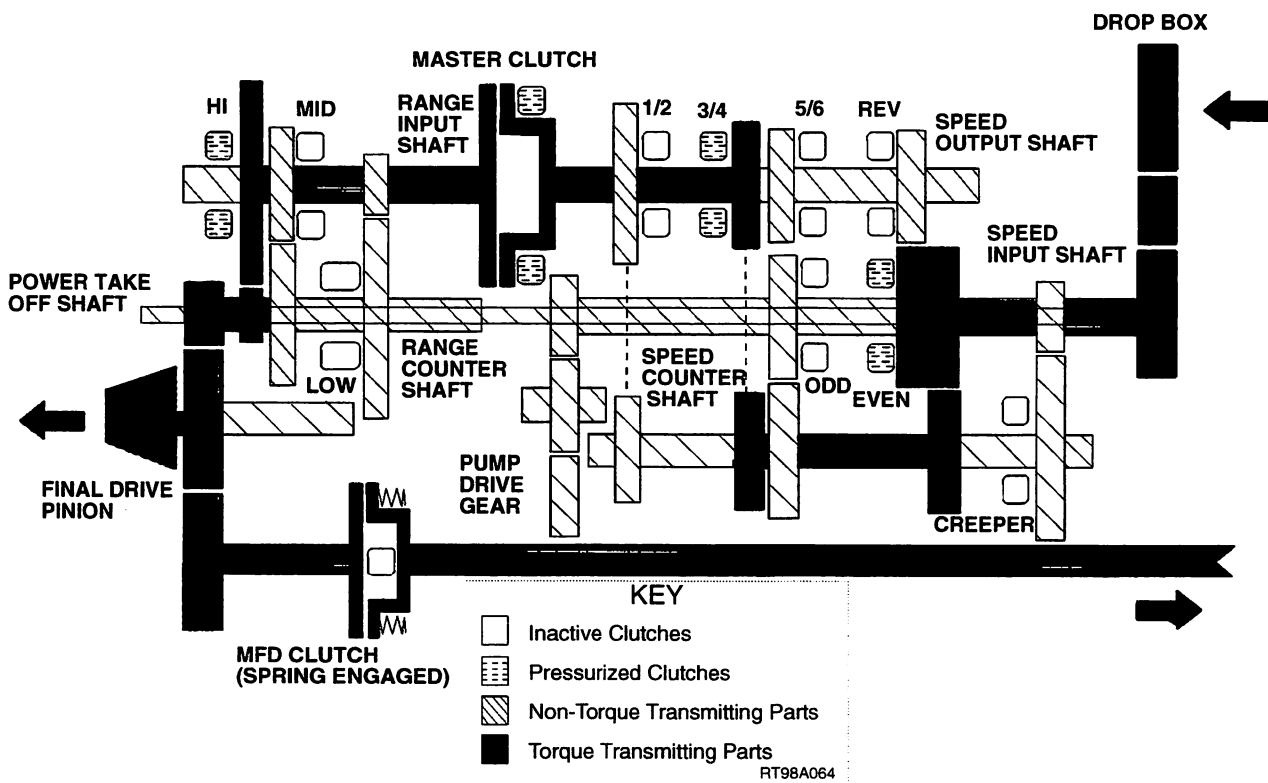 DROP BOX
MASTER CLUTCH
HI
MID
RANGE
INPUT
SHAFT
1/2
3/4
5/6
REV
SPEED
OUTPUT SHAFT
SPEED
INPUT SHAFT
POWER TAKE
OFF SHAFT
LOW
RANGE
COUNTER
SHAFT
SPEED
COUNTER
SHAFT
ODD
EVEN
FINAL DRIVE
PINION
PUMP
DRIVE
GEAR
CREEPER
MFD CLUTCH
(SPRING ENGAGED)
KEY
Inactive Clutches
Pressurized Clutches
Non-Torque Transmitting Parts
Torque Transmitting Parts
RT98A064